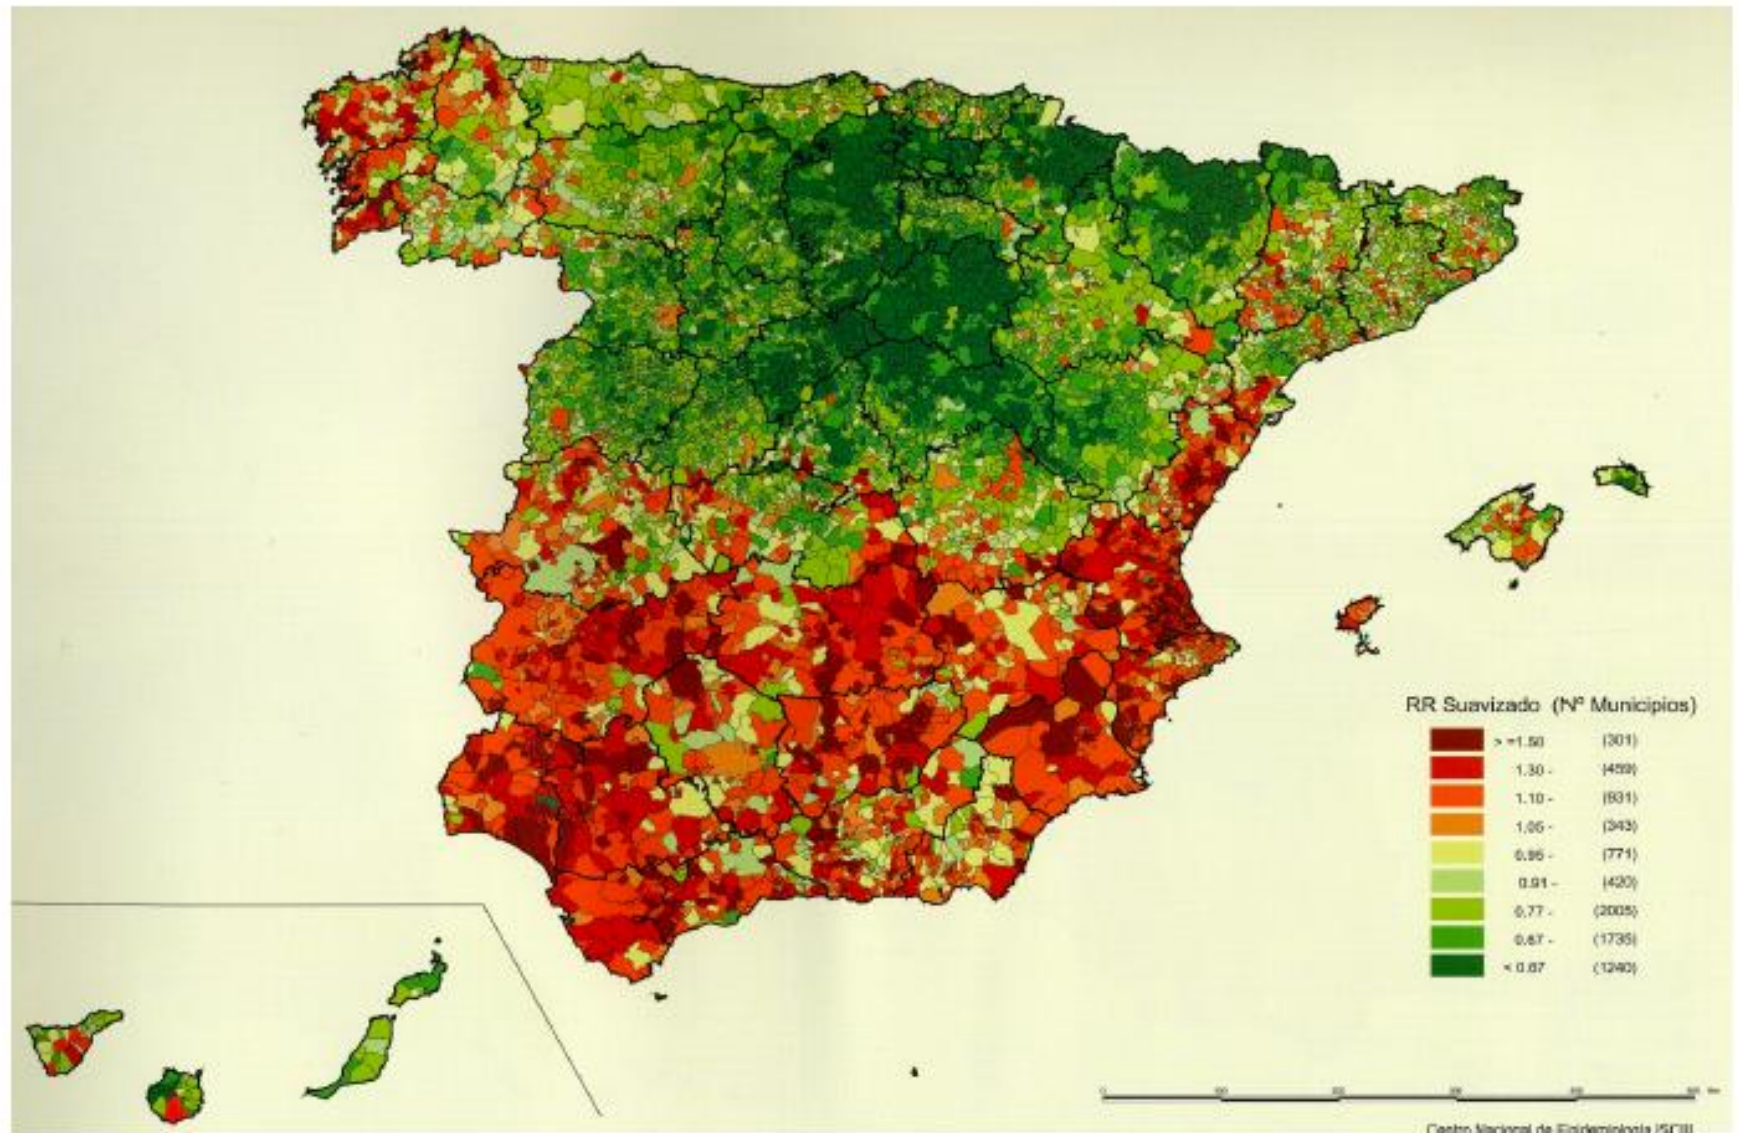 RR Suavizado (Nº Municipios)
> =1.50 (301)
1.30 - (459)
1.10 - (931)
1.05 - (343)
0.95 - (771)
0.91 - (420)
0.77 - (2005)
0.67 - (1735)
< 0.67 (1240)
Centro Nacional de Epidemiología ISCIII